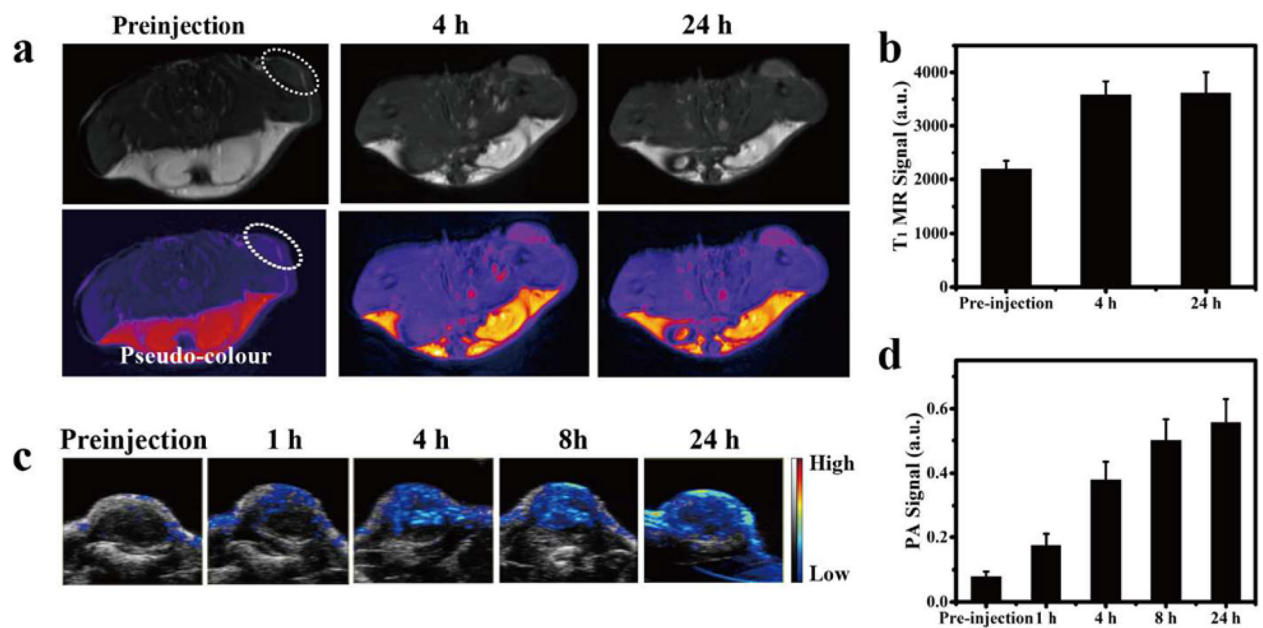 a
Preinjection
4 h
24 h
Pseudo-colour
b
T1 MR Signal (a.u.)
4000
3000
2000
1000
0
Pre-injection
4 h
24 h
c
Preinjection
1 h
4 h
8h
24 h
High
Low
d
PA Signal (a.u.)
0.6
0.4
0.2
0.0
Pre-injection
1 h
4 h
8 h
24 h